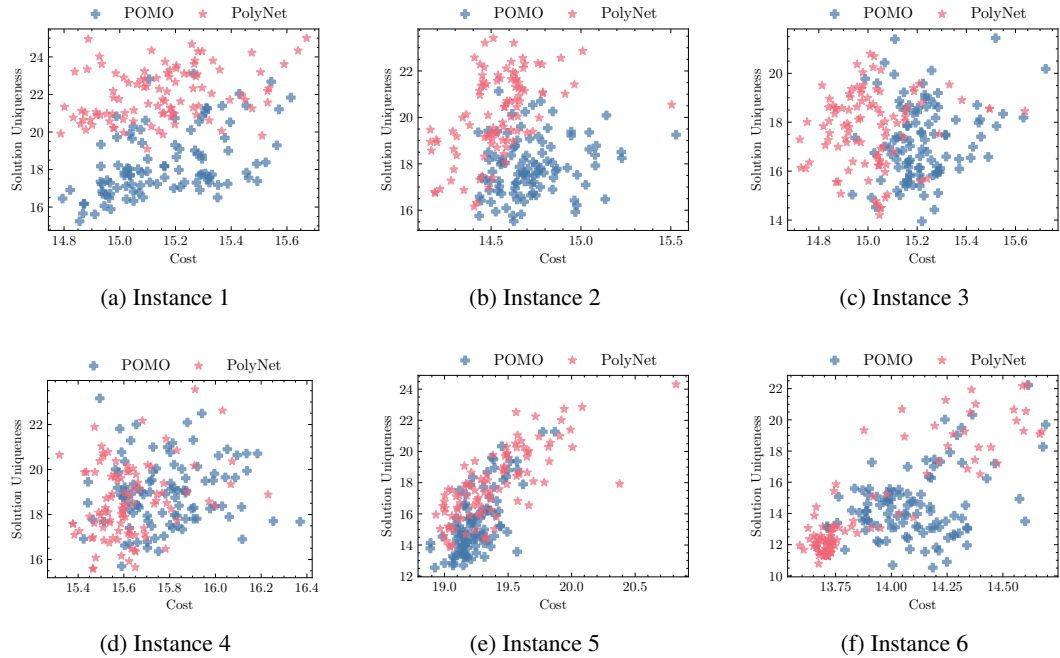 POMO PolyNet
Solution Uniqueness
24
22
20
18
16
14.8 15.0 15.2 15.4 15.6
Cost
(a) Instance 1
POMO PolyNet
Solution Uniqueness
22
20
18
16
14.5 15.0 15.5
Cost
(b) Instance 2
POMO PolyNet
Solution Uniqueness
20
18
16
14
14.8 15.0 15.2 15.4 15.6
Cost
(c) Instance 3
POMO PolyNet
Solution Uniqueness
22
20
18
16
15.4 15.6 15.8 16.0 16.2 16.4
Cost
(d) Instance 4
POMO PolyNet
Solution Uniqueness
24
22
20
18
16
14
12
19.0 19.5 20.0 20.5
Cost
(e) Instance 5
POMO PolyNet
Solution Uniqueness
22
20
18
16
14
12
10
13.75 14.00 14.25 14.50
Cost
(f) Instance 6